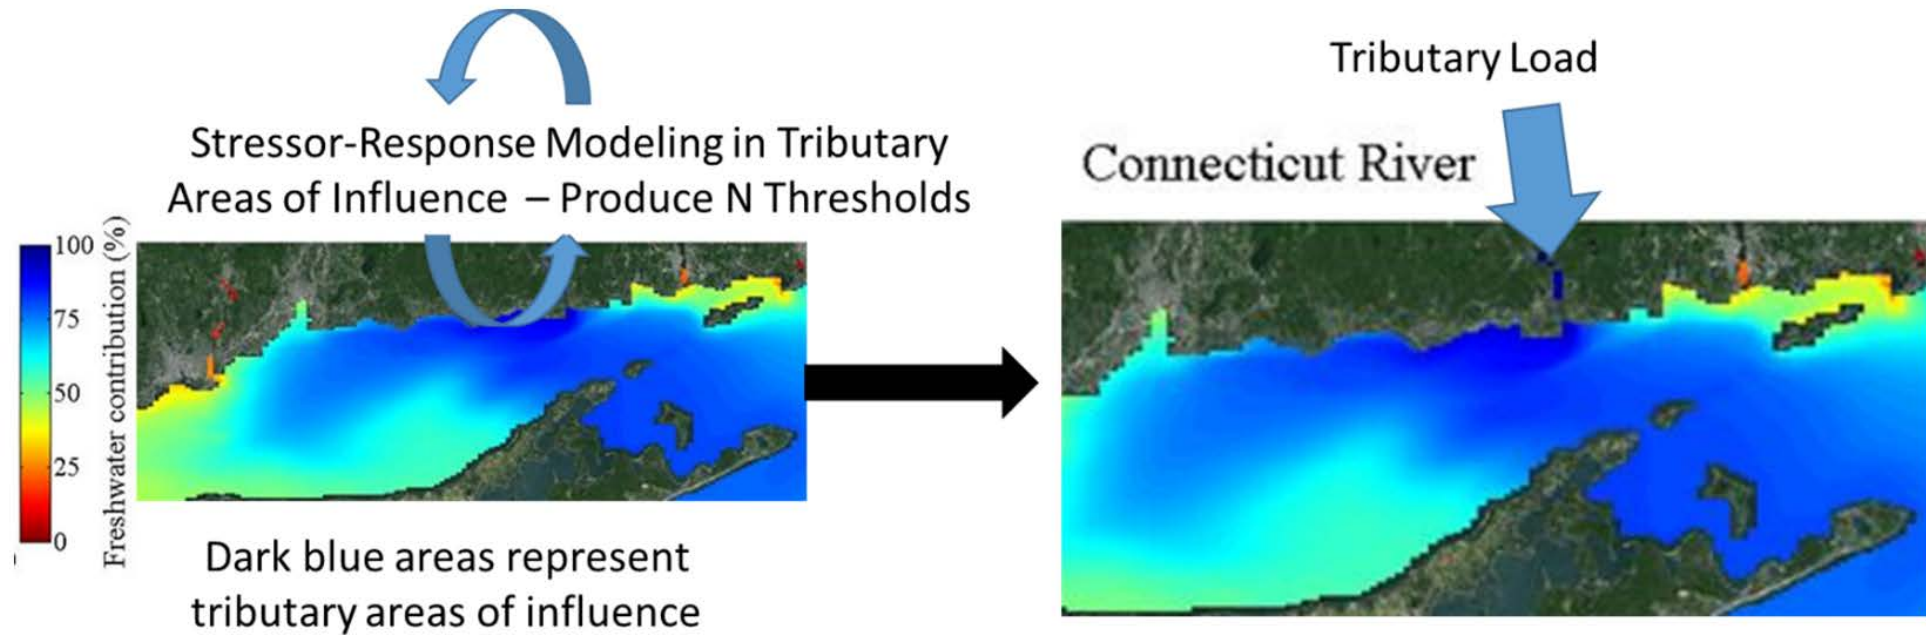 Stressor-Response Modeling in Tributary
Areas of Influence – Produce N Thresholds
Freshwater contribution (%)
100
75
50
25
0
Dark blue areas represent
tributary areas of influence
Tributary Load
Connecticut River